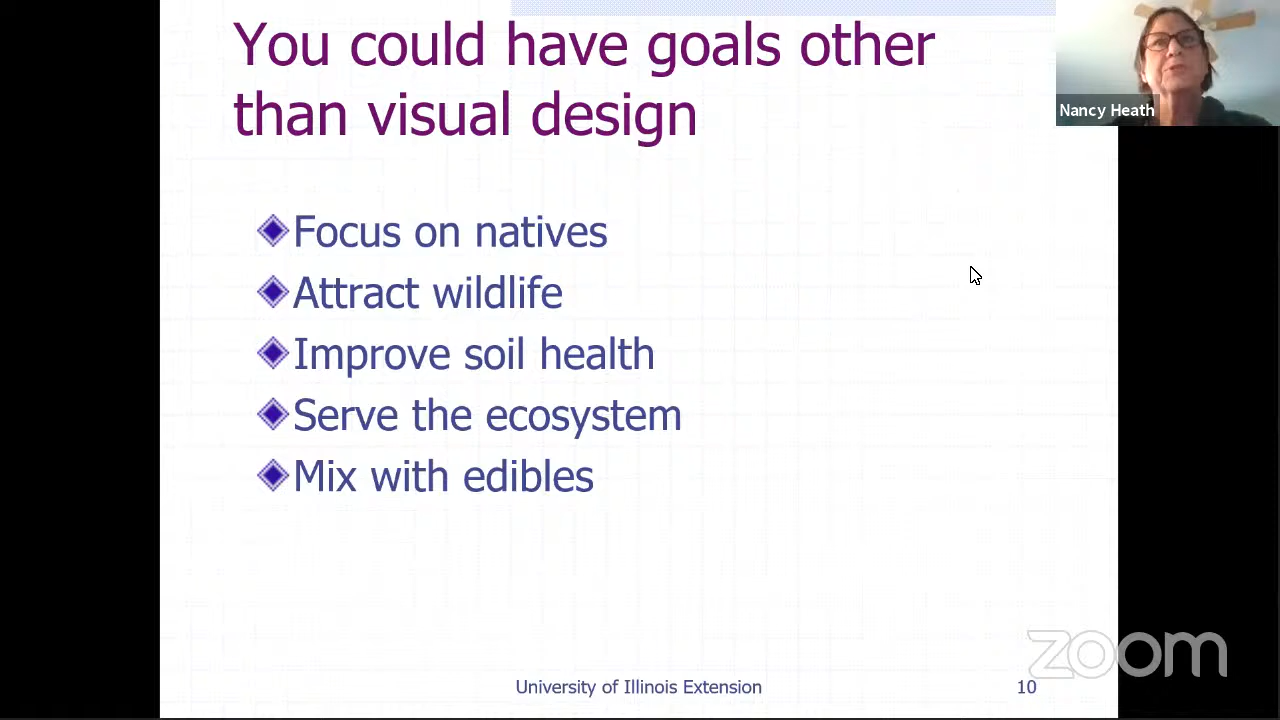 You could have goals other
than visual design
Nancy Heath
Focus on natives
Attract wildlife
Improve soil health
Serve the ecosystem
Mix with edibles
zoom
University of Illinois Extension
10